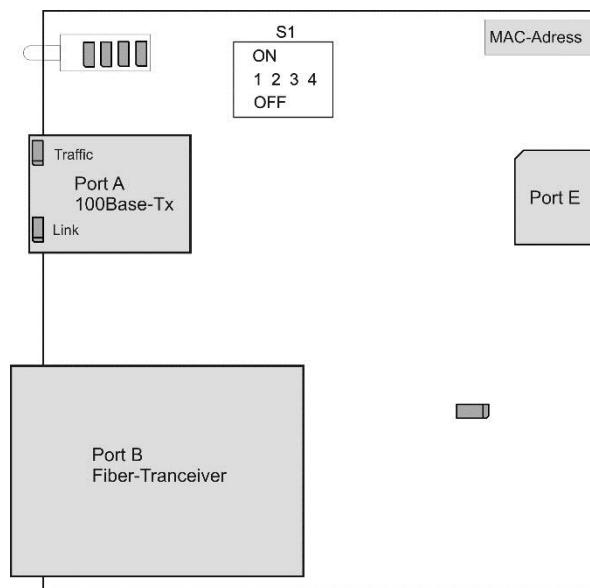 S1
ON
1 2 3 4
OFF
MAC-Adress
Traffic
Port A
100Base-Tx
Link
Port E
Port B
Fiber-Tranceiver